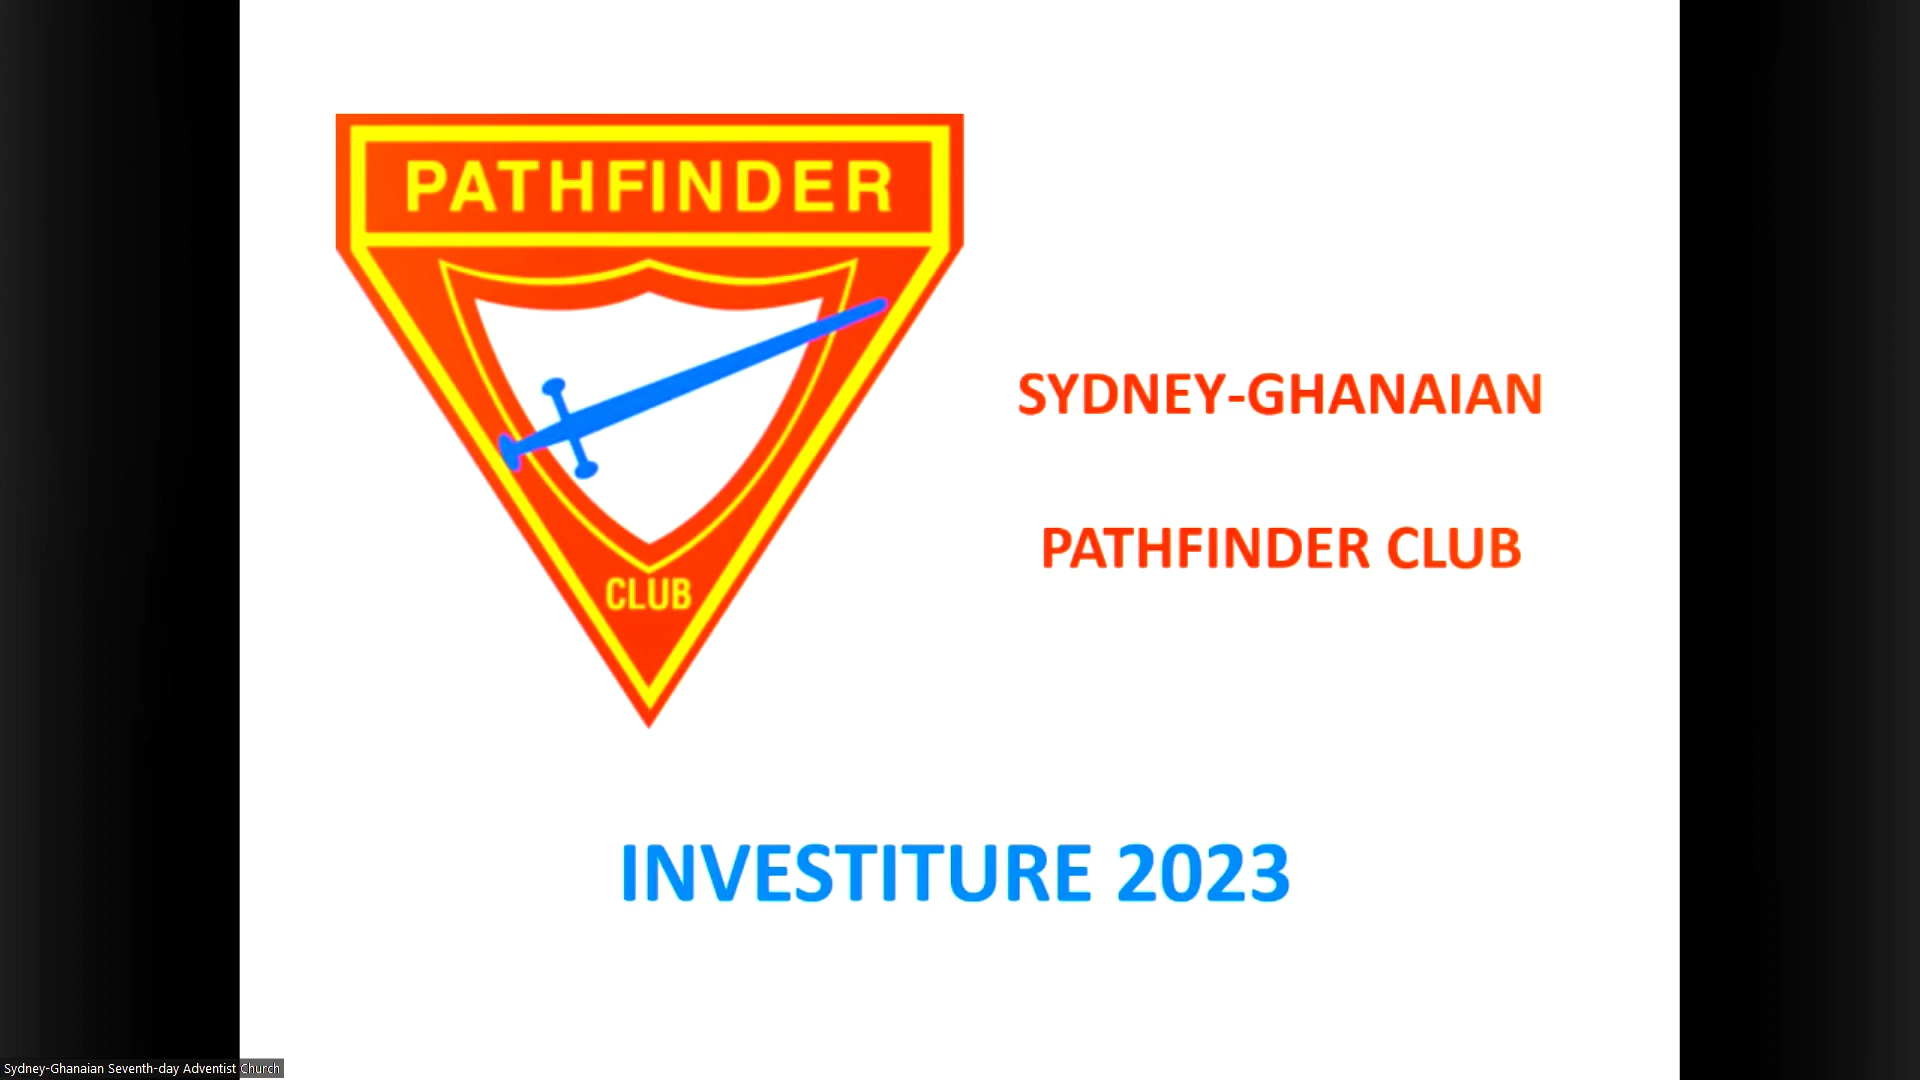 PATHFINDER
CLUB
SYDNEY-GHANAIAN
PATHFINDER CLUB
INVESTITURE 2023
Sydney-Ghanaian Seventh-day Adventist Church